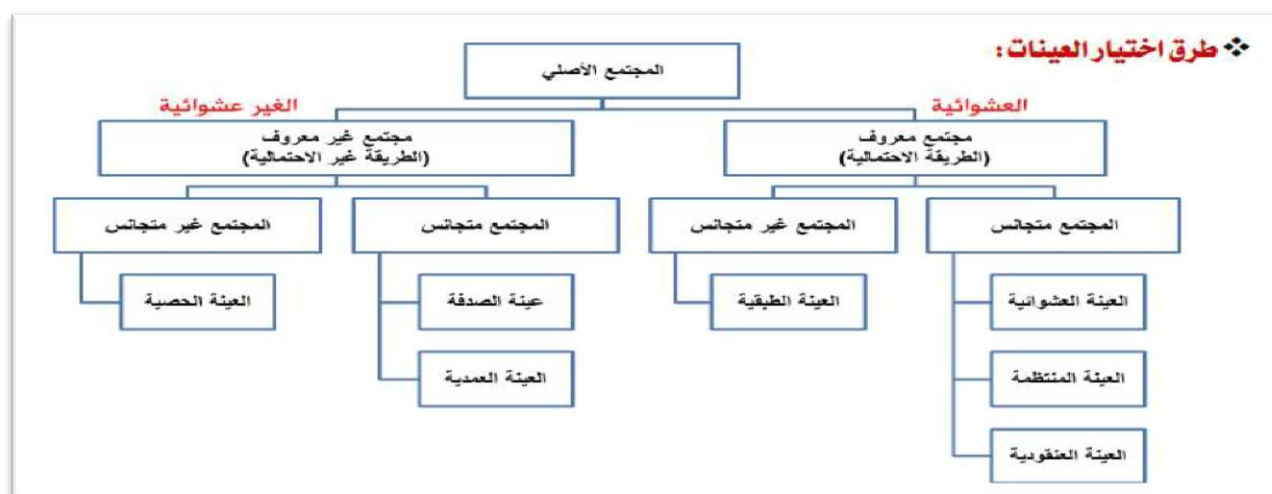 ❖ طرق اختيار العينات:
المجتمع الأصلي
العشوائية
الغير عشوائية
مجتمع معروف
(الطريقة الاحتمالية)
مجتمع غير معروف
(الطريقة غير الاحتمالية)
المجتمع متجانس
المجتمع غير متجانس
المجتمع متجانس
المجتمع غير متجانس
العينة العشوائية
العينة الطبقية
عينة الصدفة
العينة الحصية
العينة المنتظمة
العينة العمدية
العينة العنقودية